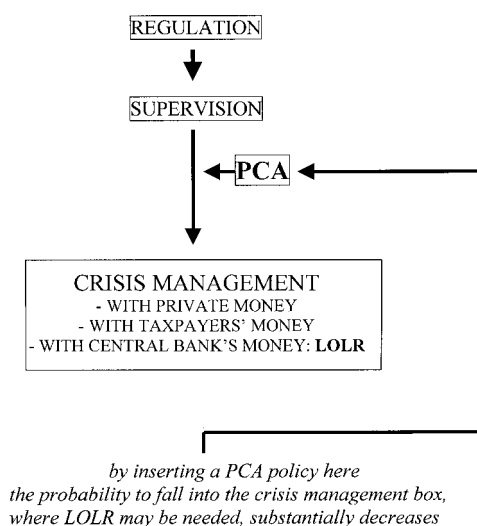 REGULATION
SUPERVISION
PCA
CRISIS MANAGEMENT
- WITH PRIVATE MONEY
- WITH TAXPAYERS' MONEY
- WITH CENTRAL BANK'S MONEY: LOLR
by inserting a PCA policy here
the probability to fall into the crisis management box,
where LOLR may be needed, substantially decreases